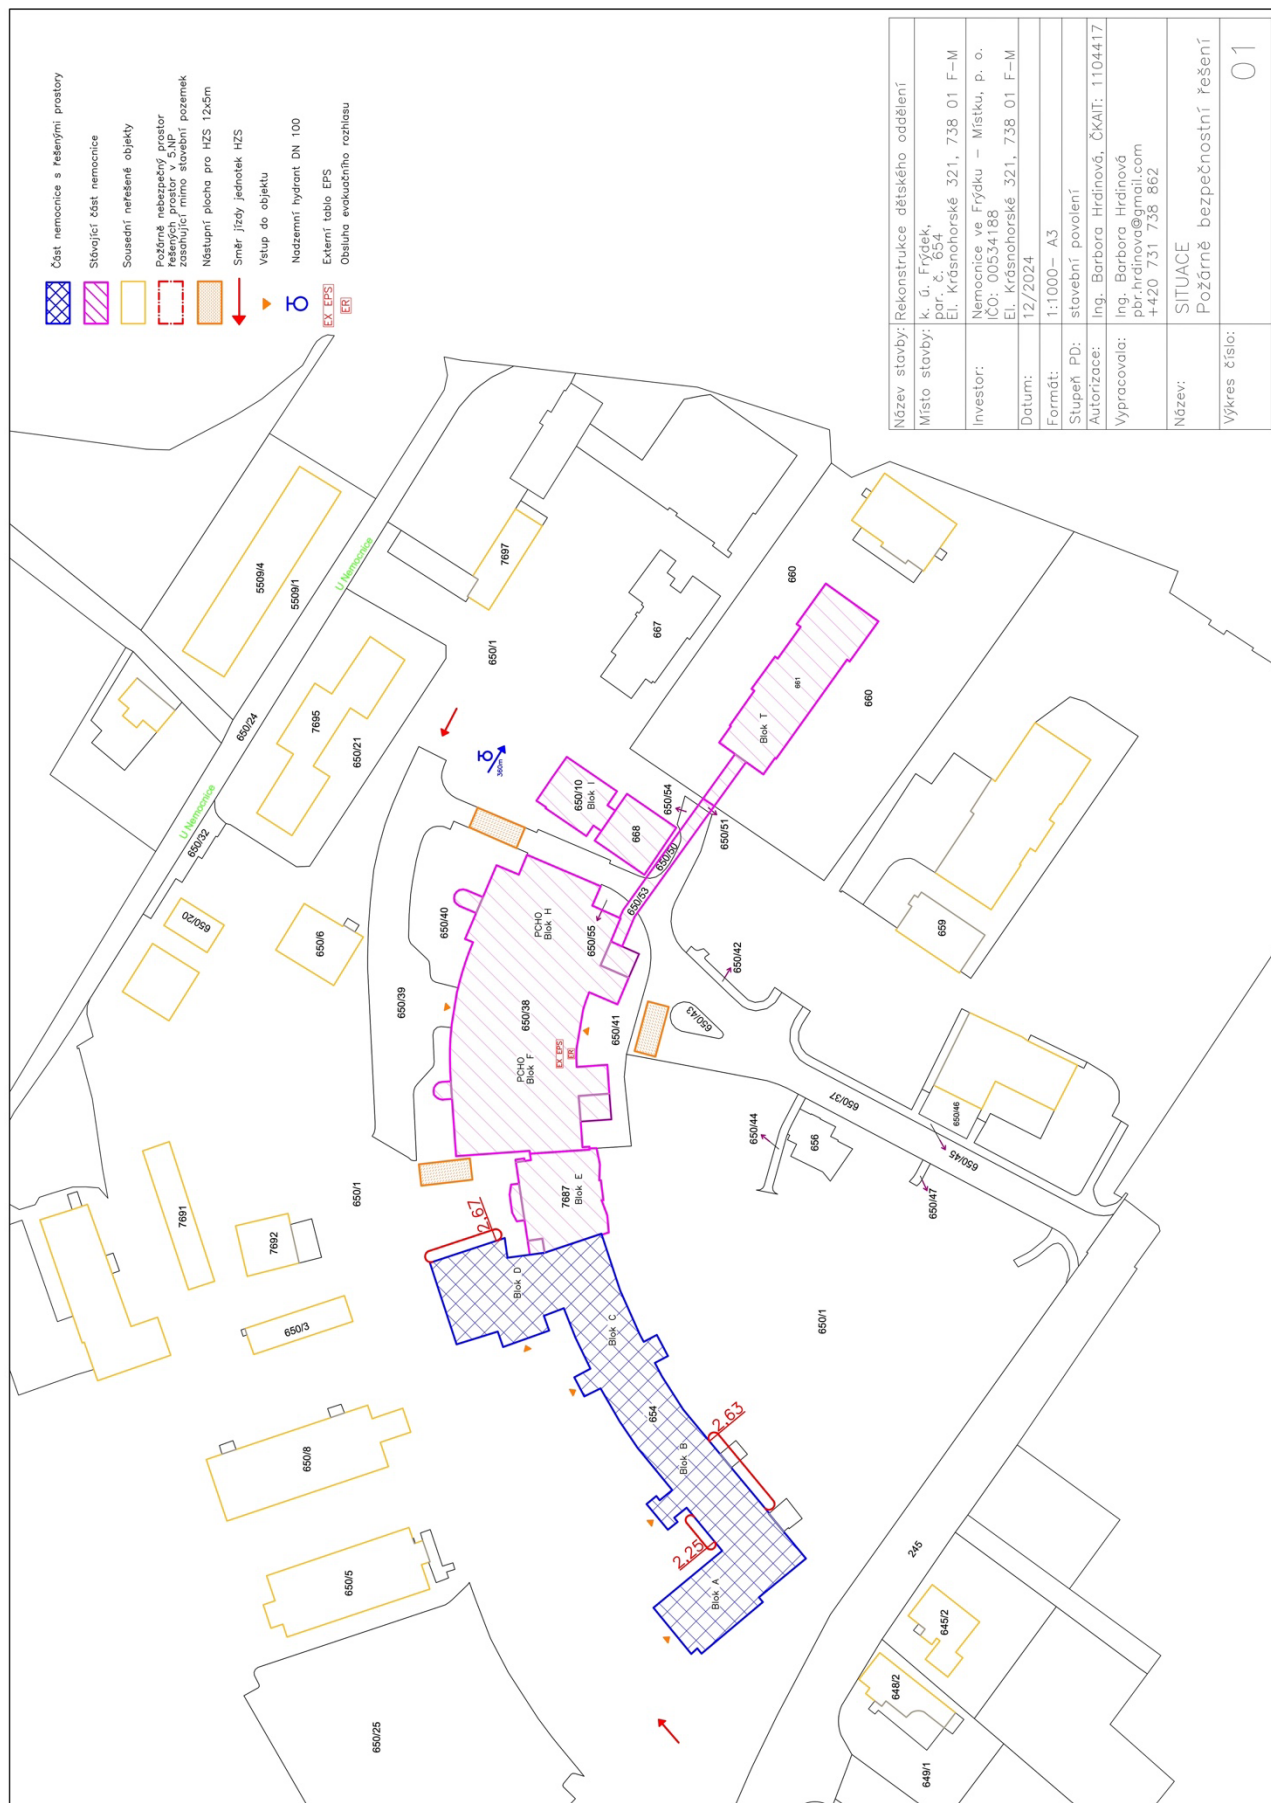 Část nemocnice s řešenými prostory
Stávající část nemocnice
Sousední neřešené objekty
Požárně nebezpečný prostor
řešených prostor v 5.NP
zasahující mimo stavební pozemek
Nástupní plocha pro HZS 12x5m
Směr jízdy jednotek HZS
Vstup do objektu
Nadzemní hydrant DN 100
EX EPS Externí tablo EPS
ER Obsluha evakuačního rozhlasu
Název stavby: Rekonstrukce dětského oddělení
Místo stavby: k. ú. Frýdek,
par. č. 654
El. Krásnohorské 321, 738 01 F-M
Investor: Nemocnice ve Frýdku – Místku, p. o.
IČO: 00534188
El. Krásnohorské 321, 738 01 F-M
Datum: 12/2024
Formát: 1:1000- A3
Stupeň PD: stavební povolení
Autorizace: Ing. Barbora Hrdinová, ČKAIT: 1104417
Vypracovala: Ing. Barbora Hrdinová
pbr.hrdinova@gmail.com
+420 731 738 862
Název: SITUACE
Požárně bezpečnostní řešení
Výkres číslo: 01
5509/4
5509/1
U Nemocnice
7697
650/1
667
660
650/24
7695
650/21
U Nemocnice
650/32
360m
650/10
Blok I
668
650/54
650/51
650/50
650/53
661
Blok T
660
650/20
650/6
650/40
650/39
PCHO
Blok H
650/55
650/38
650/41
PCHO
Blok F
EX EPS
ER
650/42
650/43
659
650/37
650/44
656
650/46
650/45
650/47
7691
7692
650/3
650/1
2,67
7687
Blok E
Blok D
Blok C
650/1
654
Blok B
2,63
2,25
Blok A
650/8
650/5
650/25
245
645/2
648/2
649/1